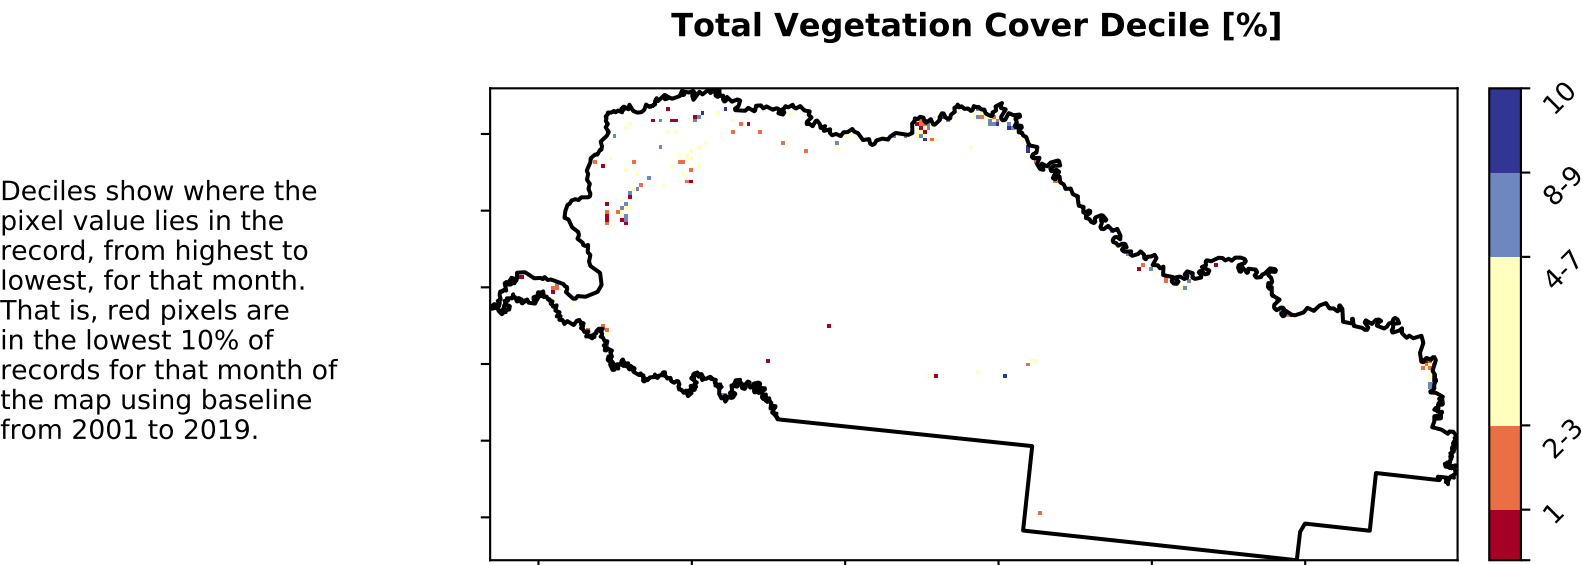 Total Vegetation Cover Decile [%]
Deciles show where the
pixel value lies in the
record, from highest to
lowest, for that month.
That is, red pixels are
in the lowest 10% of
records for that month of
the map using baseline
from 2001 to 2019.
10
8-9
4-7
2-3
1